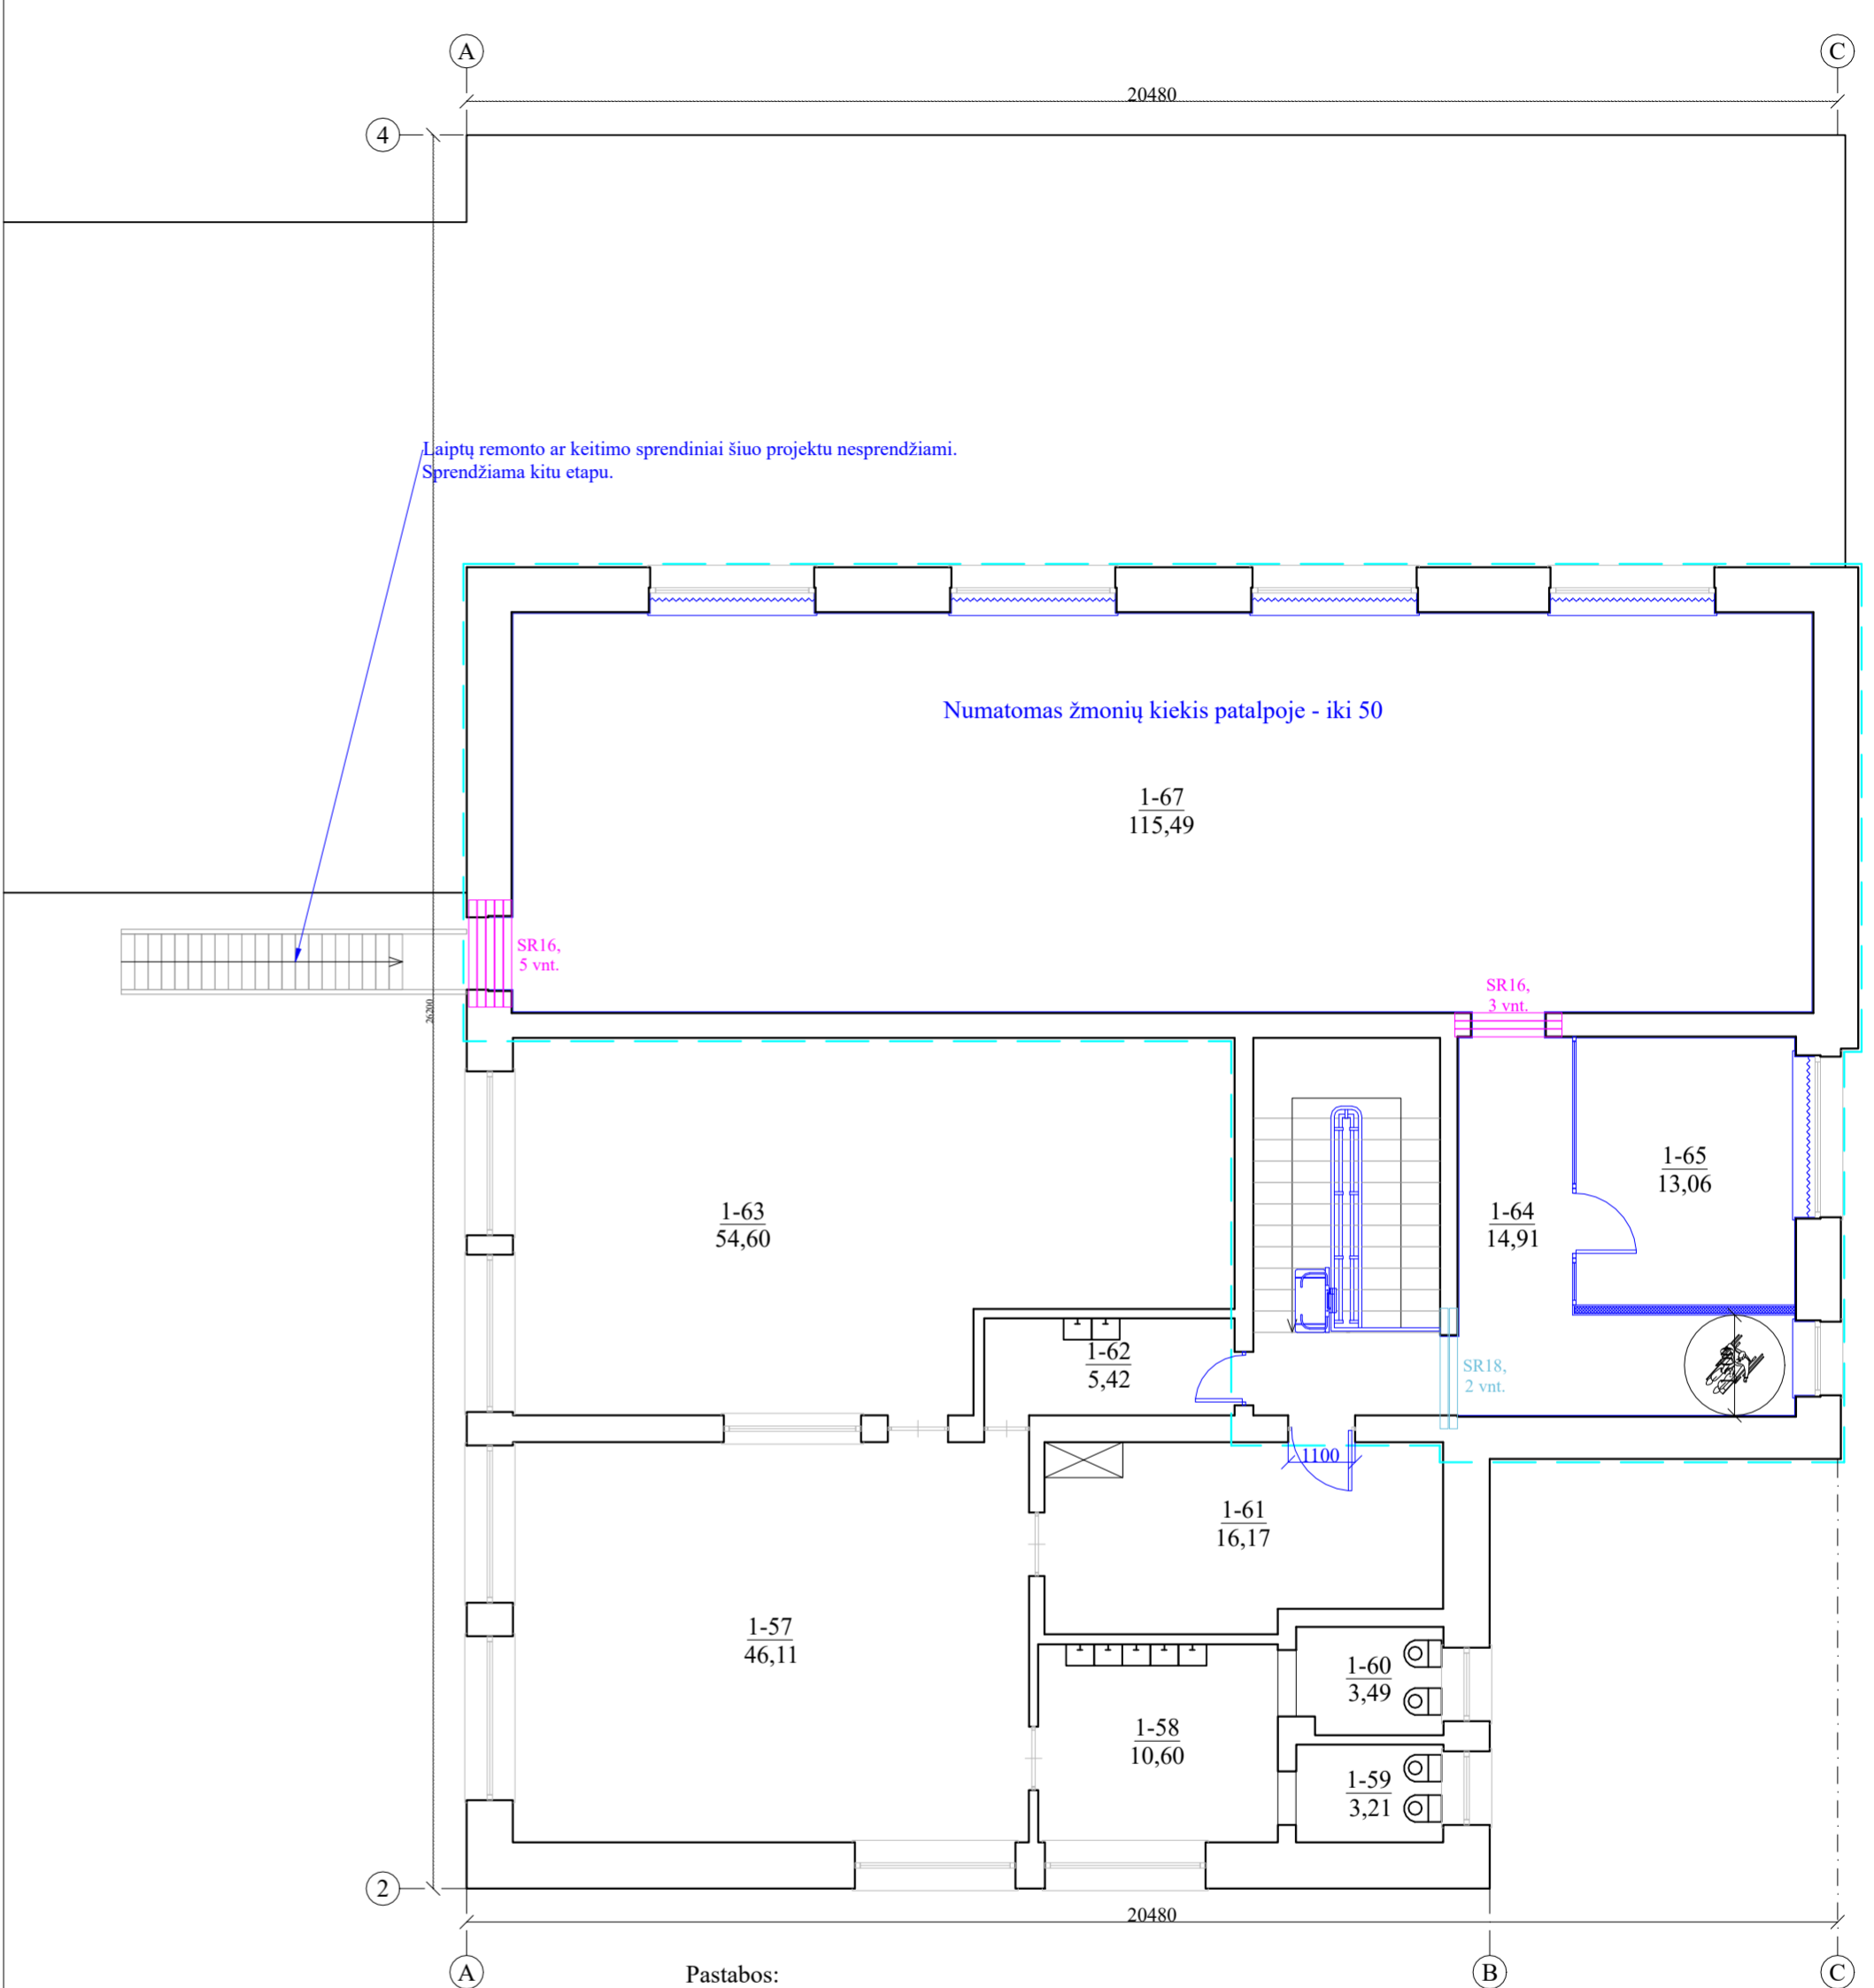 A
C
20480
4
Laiptų remonto ar keitimo sprendiniai šiuo projektu nesprendžiami.
Sprendžiama kitu etapu.
Numatomas žmonių kiekis patalpoje - iki 50
1-67
115,49
SR16,
5 vnt.
SR16,
3 vnt.
26200
1-65
13,06
1-63
54,60
1-64
14,91
1-62
5,42
SR18,
2 vnt.
1100
1-61
16,17
1-57
46,11
1-60
3,49
1-58
10,60
1-59
3,21
2
20480
A
B
C
Pastabos: